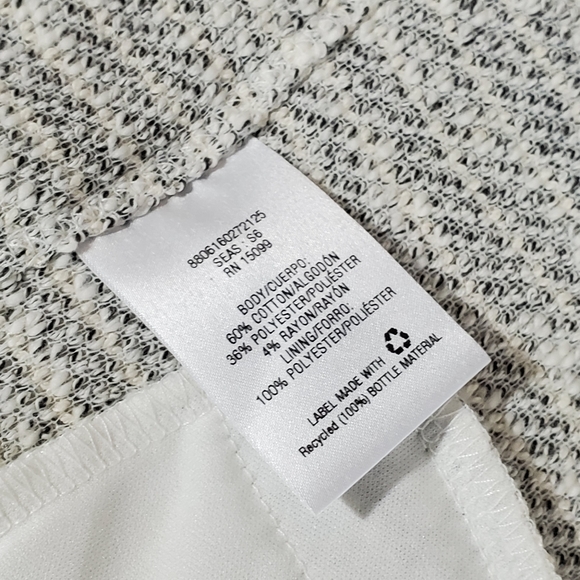 8806160272125
SEAS : S6
RN 15099
BODY/CUERPO:
60% COTTON/ALGODÓN
36% POLYESTER/POLIÉSTER
4% RAYON/RAYÓN
LINING/FORRO:
100% POLYESTER/POLIÉSTER
LABEL MADE WITH
Recycled (100%) BOTTLE MATERIAL